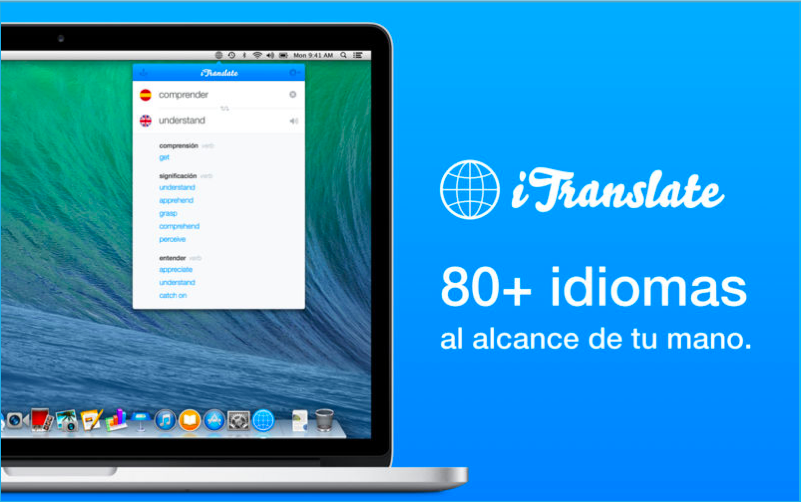 Mon 9:41 AM
iTranslate
comprender
understand
comprensión verb
get
significación verb
understand
apprehend
grasp
comprehend
perceive
entender verb
appreciate
understand
catch on
iTranslate
80+ idiomas
al alcance de tu mano.